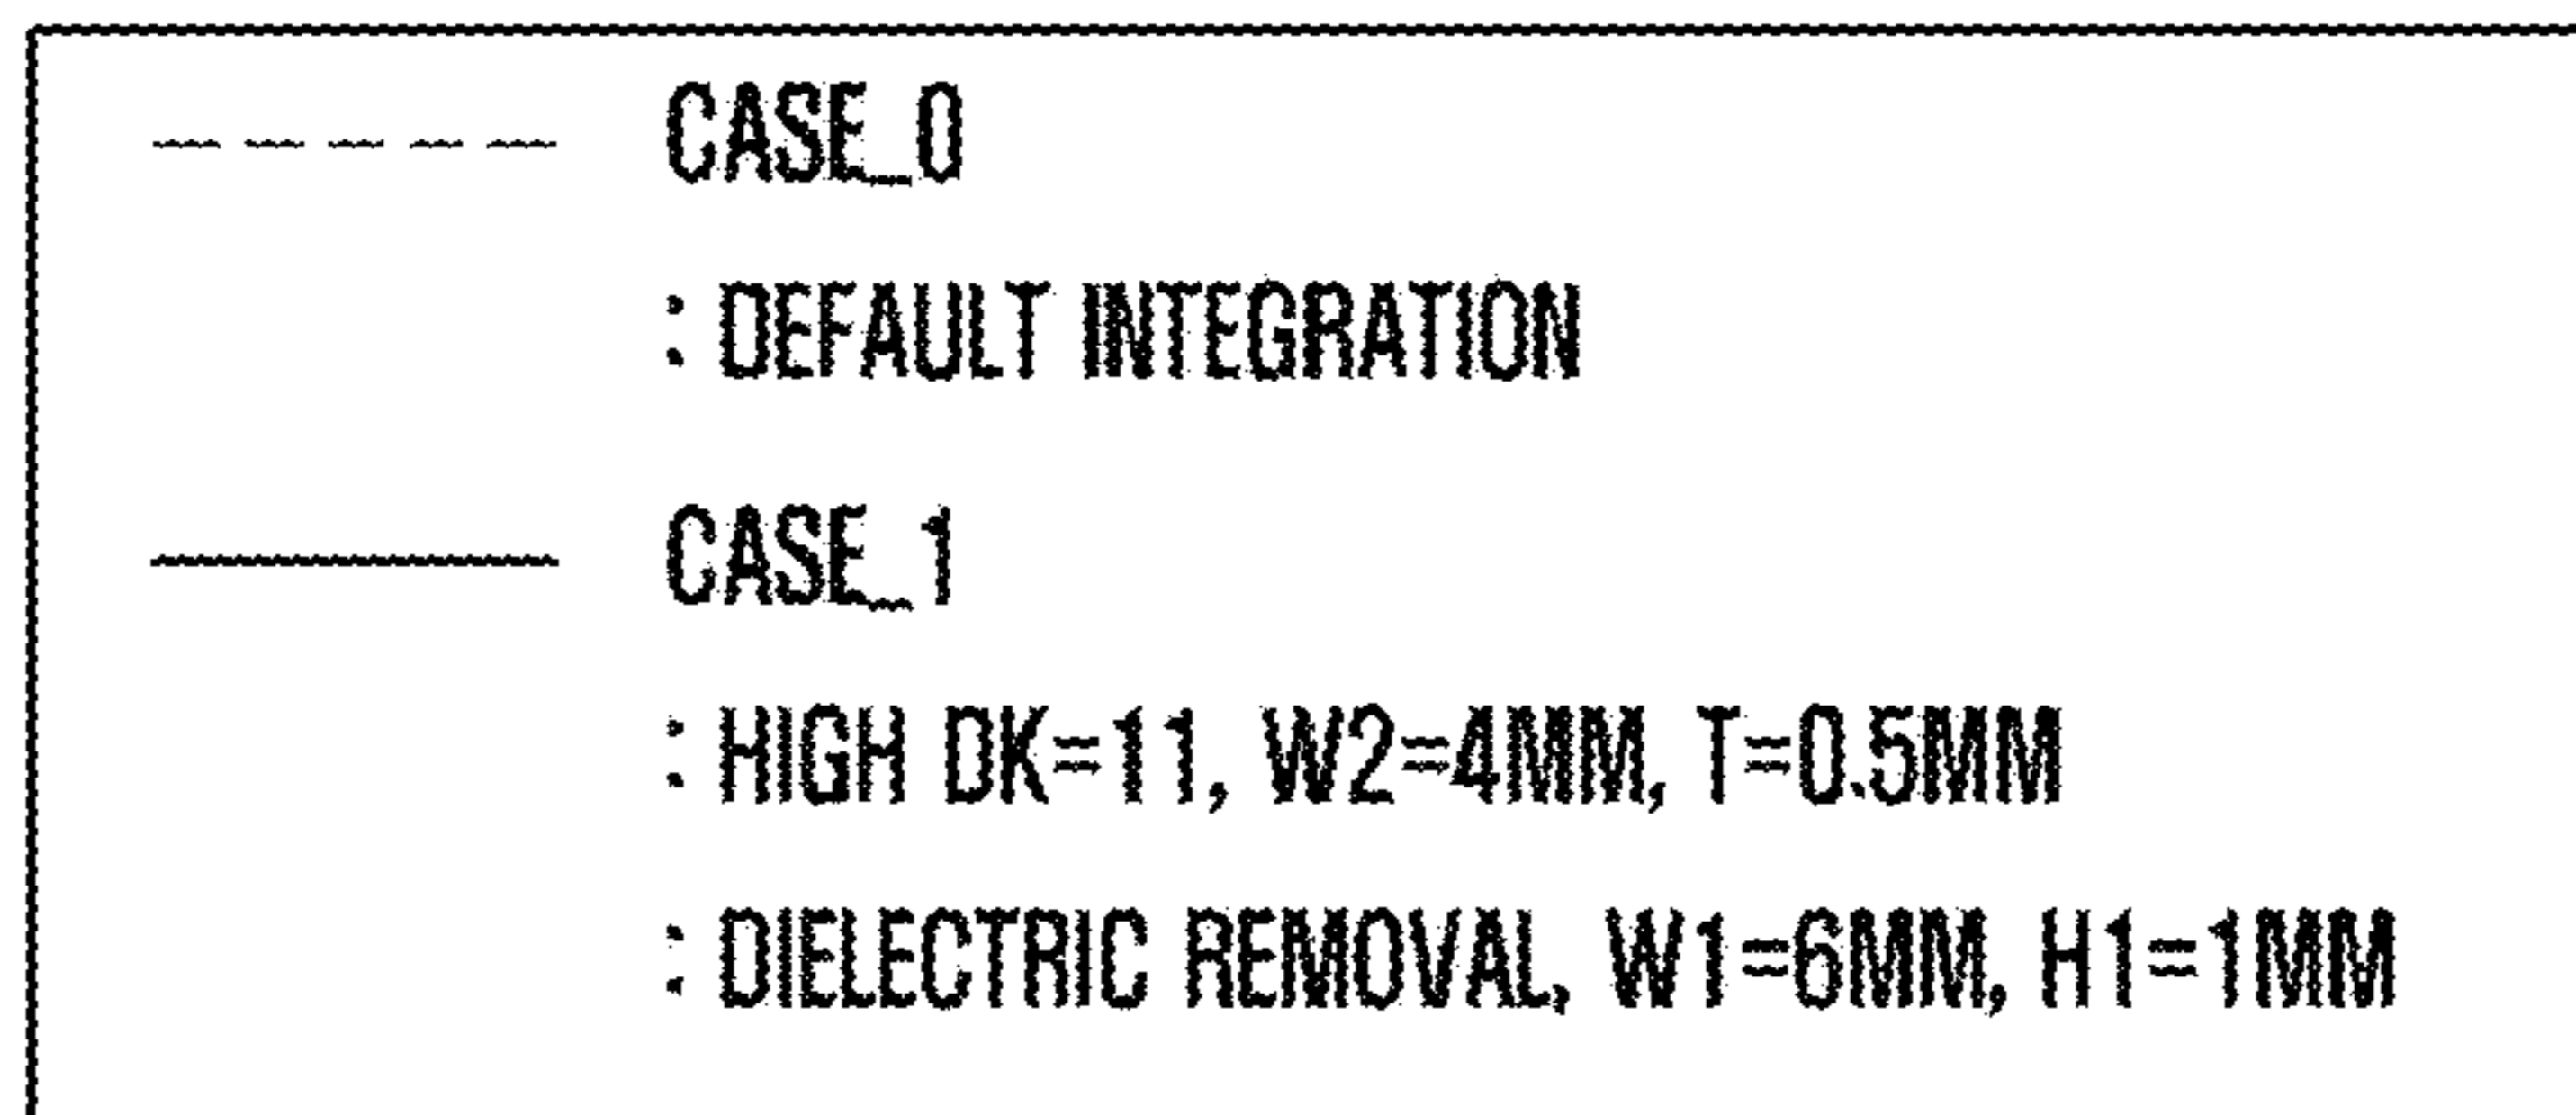 CASE_0
: DEFAULT INTEGRATION
CASE_1
: HIGH DK=11, W2=4MM, T=0.5MM
: DIELECTRIC REMOVAL, W1=6MM, H1=1MM